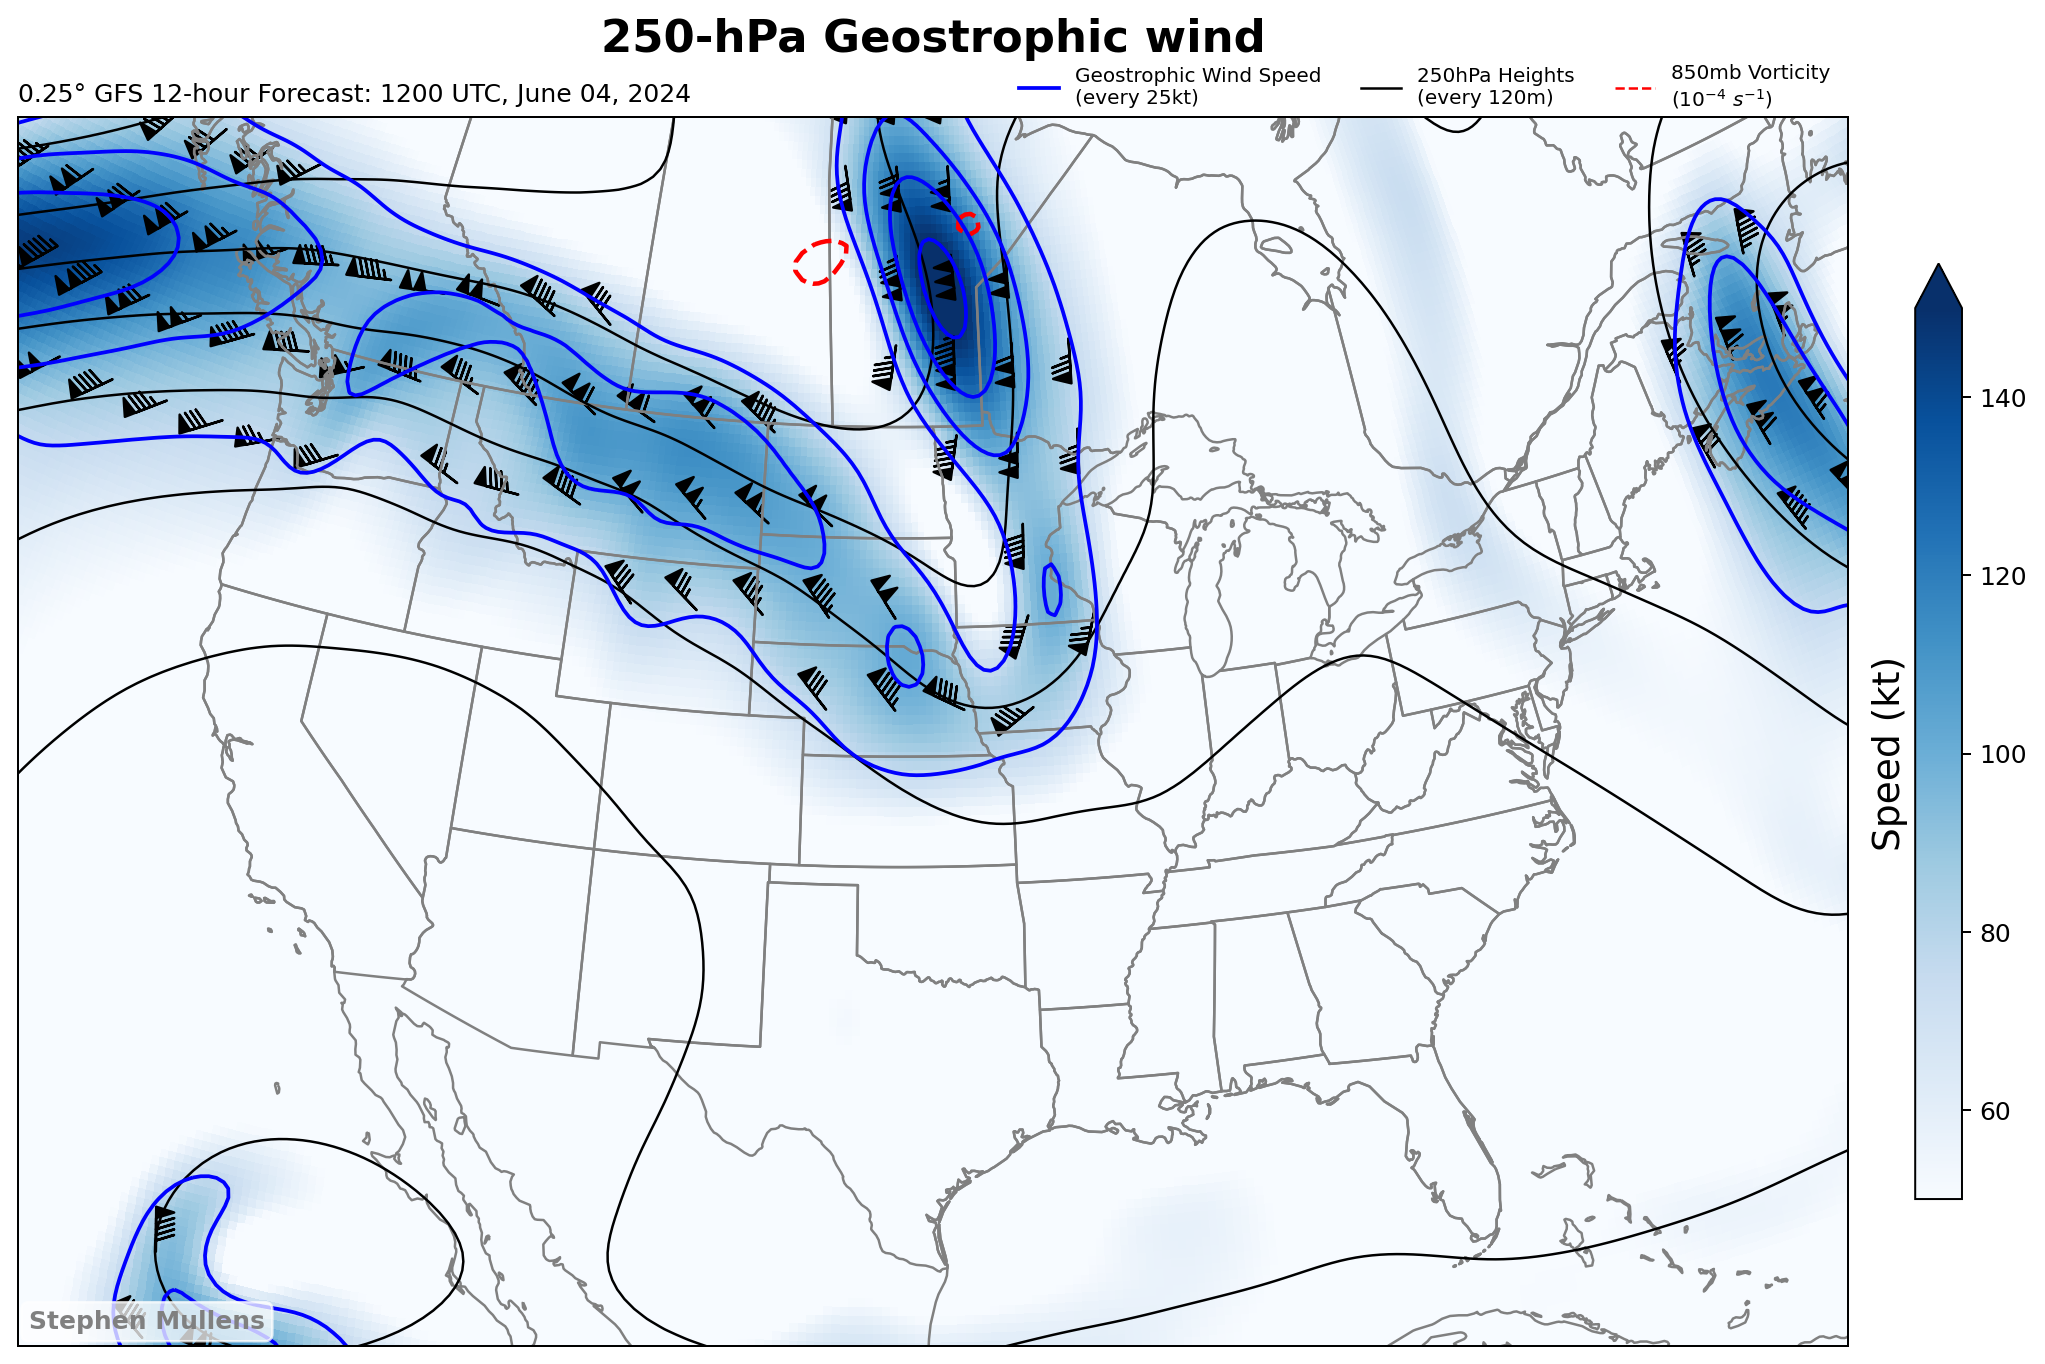 250-hPa Geostrophic wind
0.25° GFS 12-hour Forecast: 1200 UTC, June 04, 2024
Geostrophic Wind Speed
(every 25kt)
250hPa Heights
(every 120m)
850mb Vorticity
(10⁻⁴ s⁻¹)
140
120
100
80
60
Speed (kt)
Stephen Mullens